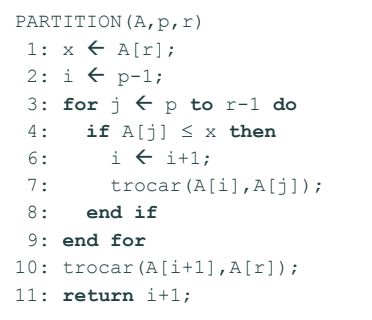 PARTITION(A,p,r)
1: x ← A[r];
2: i ← p-1;
3: for j ← p to r-1 do
4: if A[j] ≤ x then
6: i ← i+1;
7: trocar(A[i],A[j]);
8: end if
9: end for
10: trocar(A[i+1],A[r]);
11: return i+1;